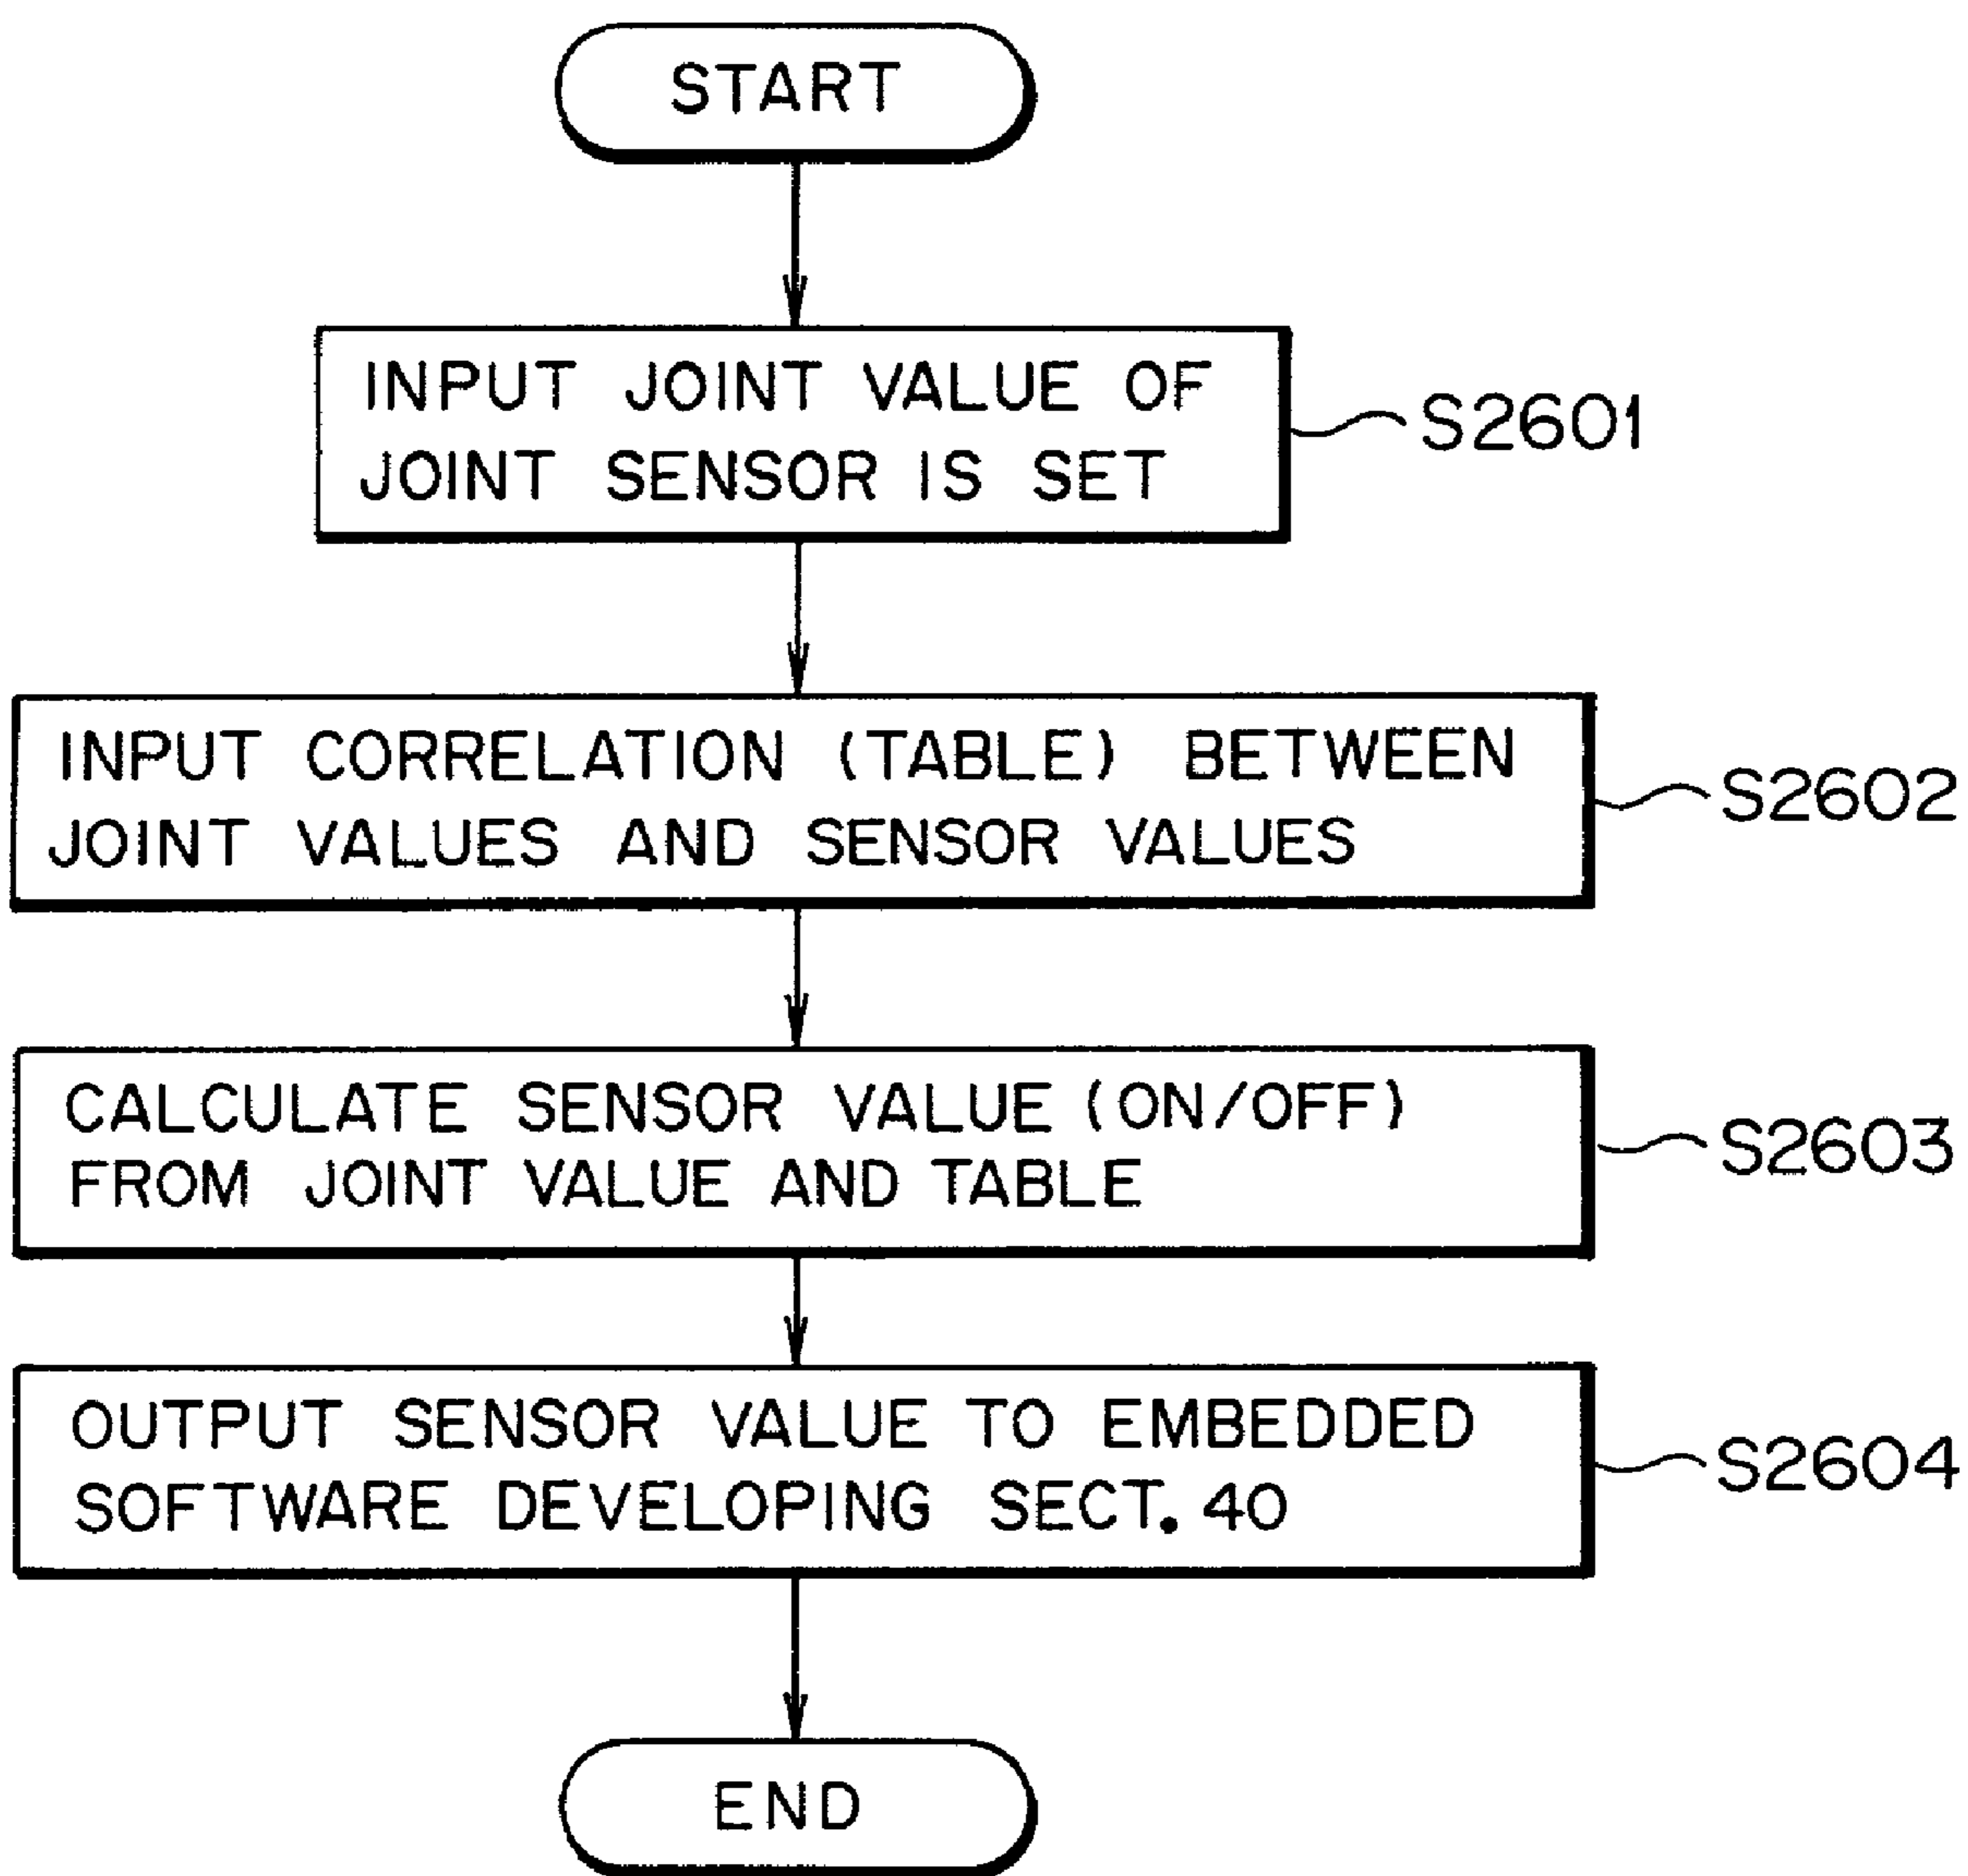 START
INPUT JOINT VALUE OF
JOINT SENSOR IS SET
S2601
INPUT CORRELATION (TABLE) BETWEEN
JOINT VALUES AND SENSOR VALUES
S2602
CALCULATE SENSOR VALUE (ON/OFF)
FROM JOINT VALUE AND TABLE
S2603
OUTPUT SENSOR VALUE TO EMBEDDED
SOFTWARE DEVELOPING SECT. 40
S2604
END